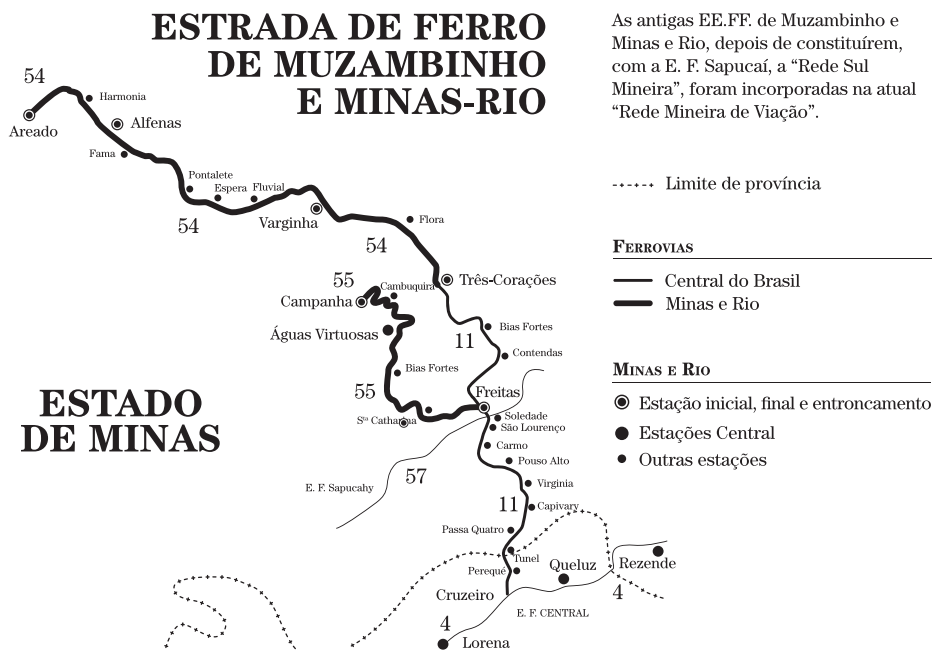 ESTRADA DE FERRO
DE MUZAMBINHO
E MINAS-RIO
As antigas EE.FF. de Muzambinho e
Minas e Rio, depois de constituírem,
com a E. F. Sapucaí, a “Rede Sul
Mineira”, foram incorporadas na atual
“Rede Mineira de Viação”.
Limite de província
FERROVIAS
Central do Brasil
Minas e Rio
MINAS E RIO
Estação inicial, final e entroncamento
Estações Central
Outras estações
54
Harmonia
Areado
Alfenas
Fama
Pontalete
Espera
Fluvial
54
Varginha
Flora
54
55
Cambuquira
Três-Corações
Campanha
Águas Virtuosas
11
Bias Fortes
Contendas
Bias Fortes
55
Freitas
Sta Catharina
Soledade
São Lourenço
ESTADO
DE MINAS
Carmo
Pouso Alto
57
E. F. Sapucahy
Virginia
11
Capivary
Passa Quatro
Tunel
Perequé
Queluz
Rezende
Cruzeiro
4
E. F. CENTRAL
4
Lorena